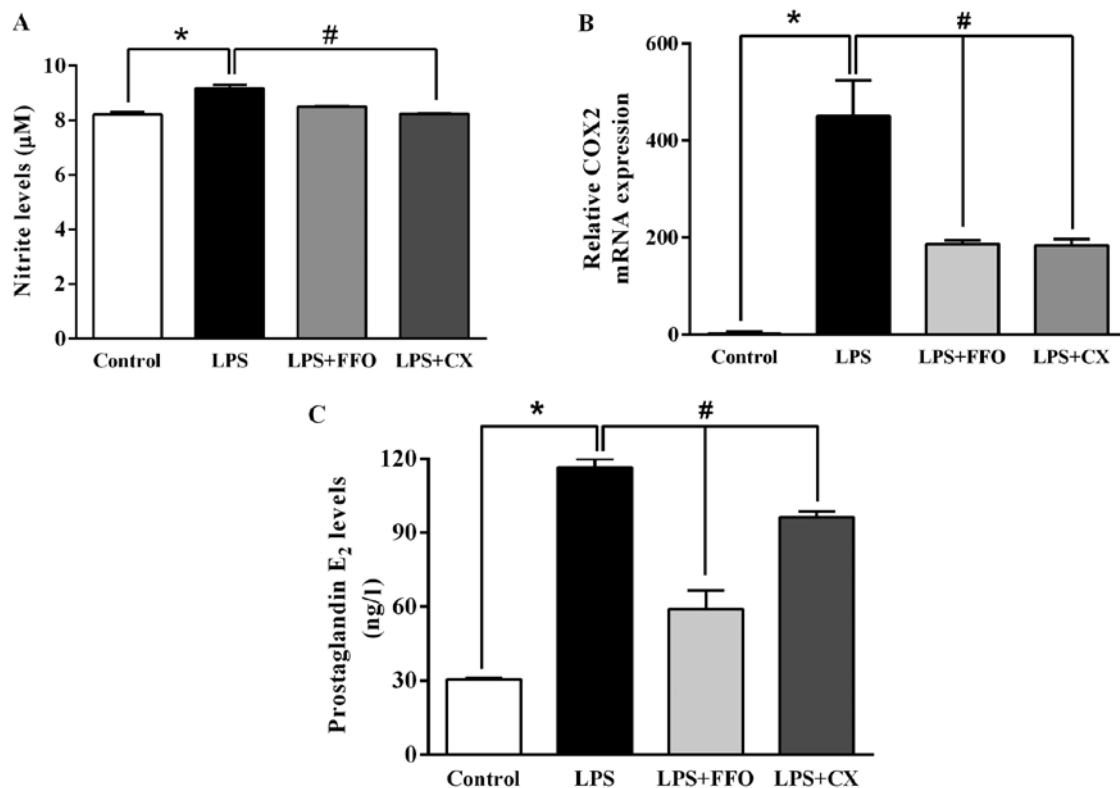 A
*
#
Nitrite levels (µM)
10
8
6
4
2
0
Control LPS LPS+FFO LPS+CX
B
*
#
Relative COX2
mRNA expression
600
400
200
0
Control LPS LPS+FFO LPS+CX
C
*
#
Prostaglandin E₂ levels
(ng/l)
120
90
60
30
0
Control LPS LPS+FFO LPS+CX